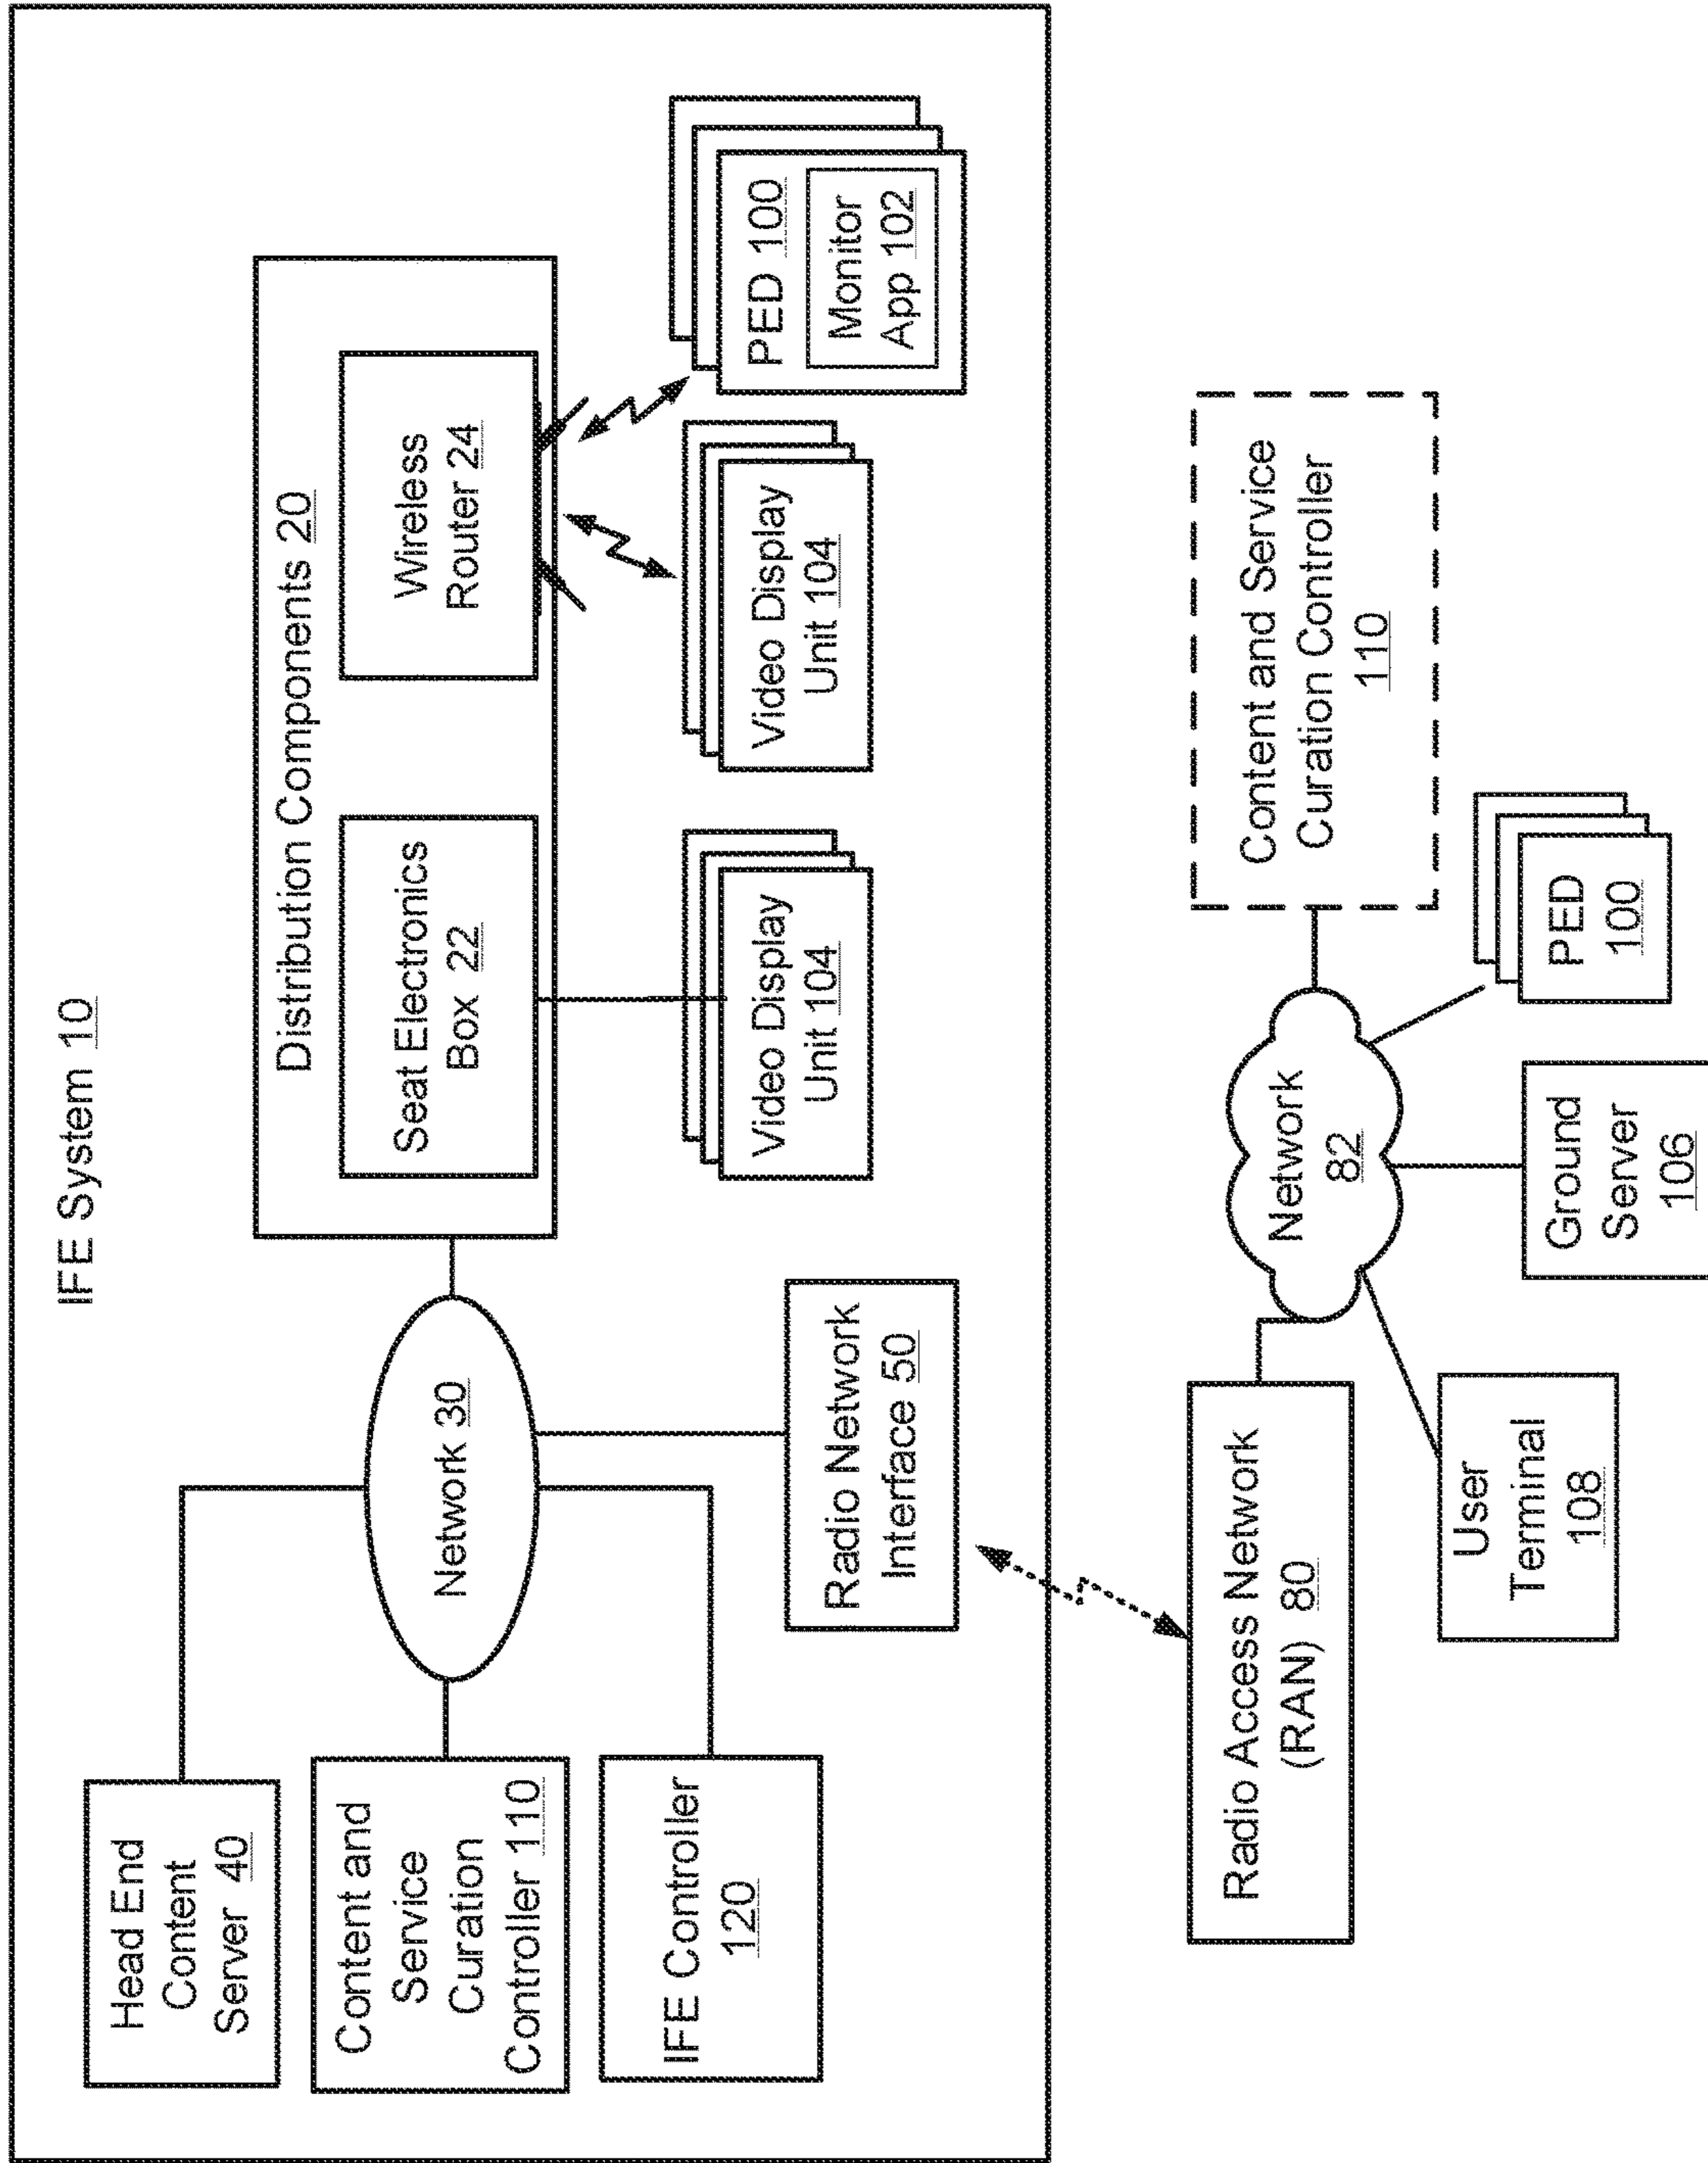 IFE System 10
Head End
Content
Server 40
Content and
Service
Curation
Controller 110
IFE Controller
120
Network 30
Radio Network
Interface 50
Distribution Components 20
Seat Electronics
Box 22
Wireless
Router 24
Video Display
Unit 104
Video Display
Unit 104
PED 100
Monitor
App 102
Radio Access Network
(RAN) 80
Network
82
Content and Service
Curation Controller
110
User
Terminal
108
Ground
Server
106
PED
100